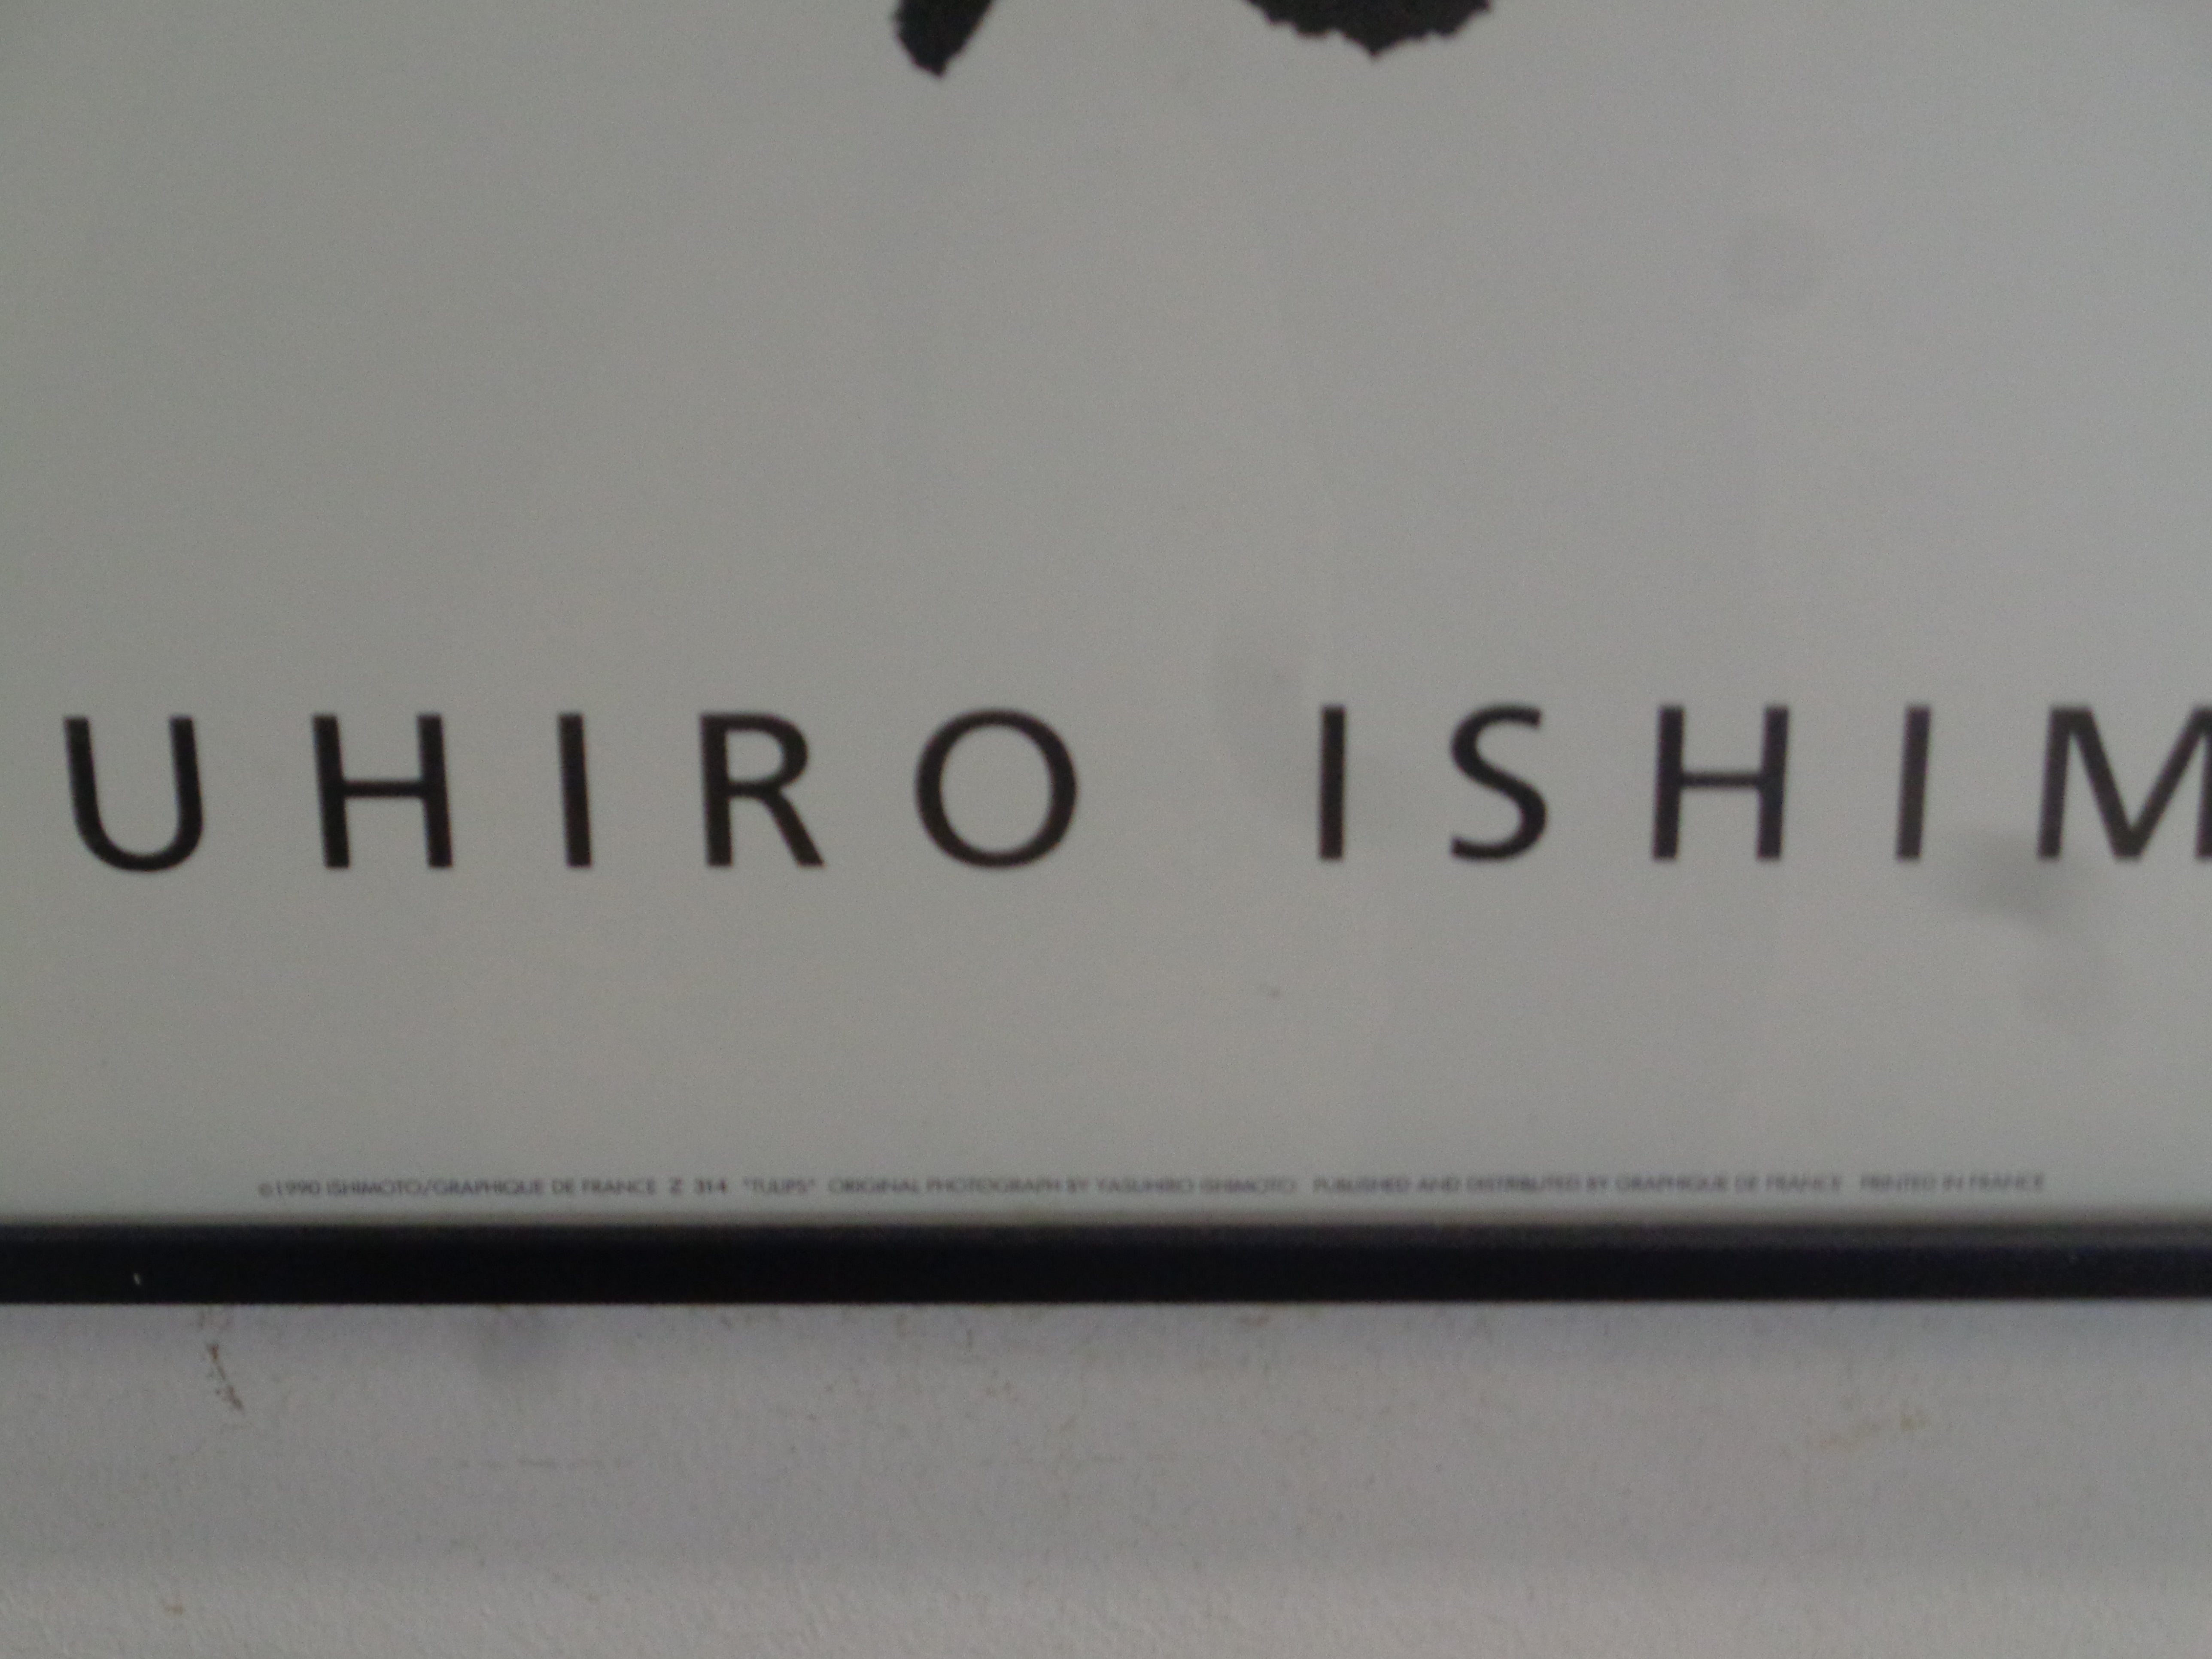 UHIRO ISHIM
©1990 ISHIMOTO/GRAPHIQUE DE FRANCE Z 314 "TULIPS" ORIGINAL PHOTOGRAPH BY YASUHIRO ISHIMOTO PUBLISHED AND DISTRIBUTED BY GRAPHIQUE DE FRANCE PRINTED IN FRANCE